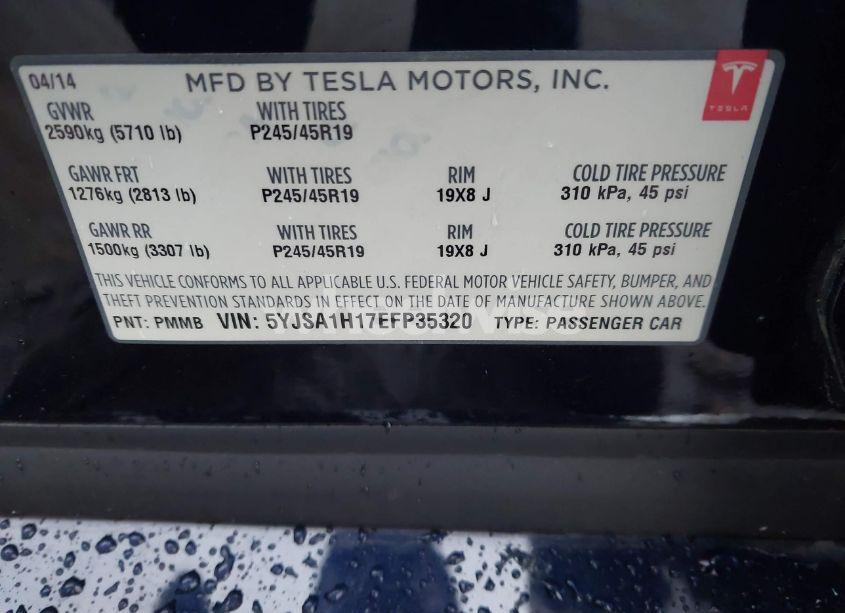 04/14 MFD BY TESLA MOTORS, INC.
TESLA
GVWR WITH TIRES
2590kg (5710 lb) P245/45R19
GAWR FRT WITH TIRES RIM COLD TIRE PRESSURE
1276kg (2813 lb) P245/45R19 19X8 J 310 kPa, 45 psi
GAWR RR WITH TIRES RIM COLD TIRE PRESSURE
1500kg (3307 lb) P245/45R19 19X8 J 310 kPa, 45 psi
THIS VEHICLE CONFORMS TO ALL APPLICABLE U.S. FEDERAL MOTOR VEHICLE SAFETY, BUMPER, AND
THEFT PREVENTION STANDARDS IN EFFECT ON THE DATE OF MANUFACTURE SHOWN ABOVE.
PNT: PMMB VIN: 5YJSA1H17EFP35320 TYPE: PASSENGER CAR